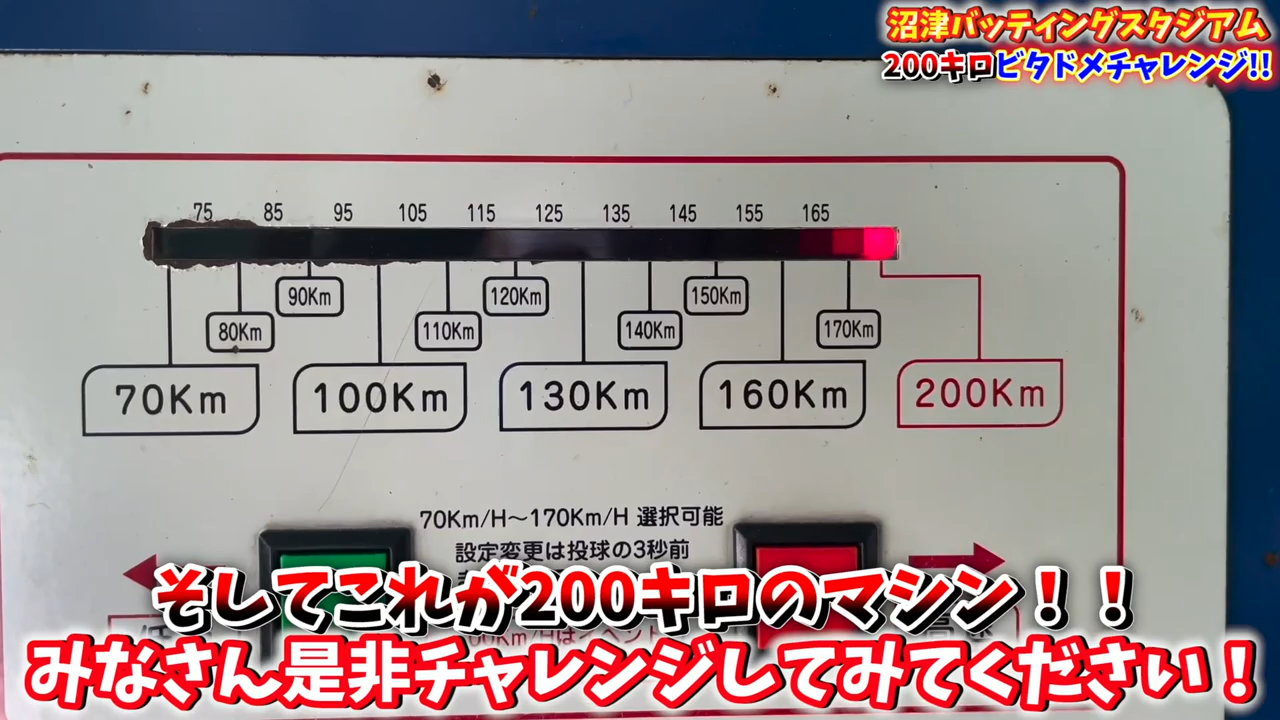 沼津バッティングスタジアム
200キロビタドメチャレンジ!!
75 85 95 105 115 125 135 145 155 165
90Km 120Km 150Km
80Km 110Km 140Km 170Km
70Km 100Km 130Km 160Km 200Km
70Km/H～170Km/H 選択可能
設定変更は投球の3秒前
そしてこれが200キロのマシン！！
みなさん是非チャレンジしてみてください！